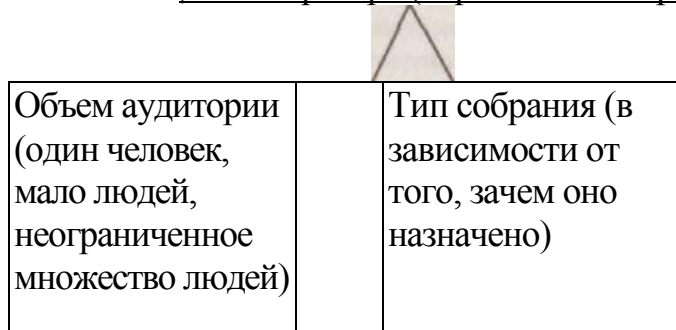 Объем аудитории
(один человек,
мало людей,
неограниченное
множество людей)
Тип собрания (в
зависимости от
того, зачем оно
назначено)